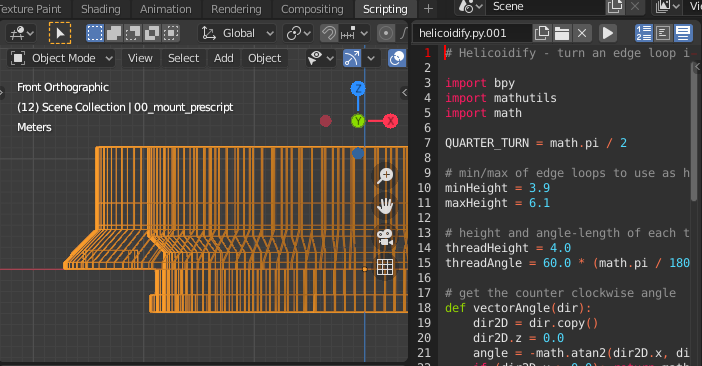 Texture Paint Shading Animation Rendering Compositing Scripting + Scene
Global helicoidify.py.001
Object Mode View Select Add Object
Front Orthographic
(12) Scene Collection | 00_mount_prescript
Meters
Z
Y X
1 # Helicoidify - turn an edge loop i
2
3 import bpy
4 import mathutils
5 import math
6
7 QUARTER_TURN = math.pi / 2
8
9 # min/max of edge loops to use as h
10 minHeight = 3.9
11 maxHeight = 6.1
12
13 # height and angle-length of each t
14 threadHeight = 4.0
15 threadAngle = 60.0 * (math.pi / 180
16
17 # get the counter clockwise angle
18 def vectorAngle(dir):
19 dir2D = dir.copy()
20 dir2D.z = 0.0
21 angle = -math.atan2(dir2D.x, di